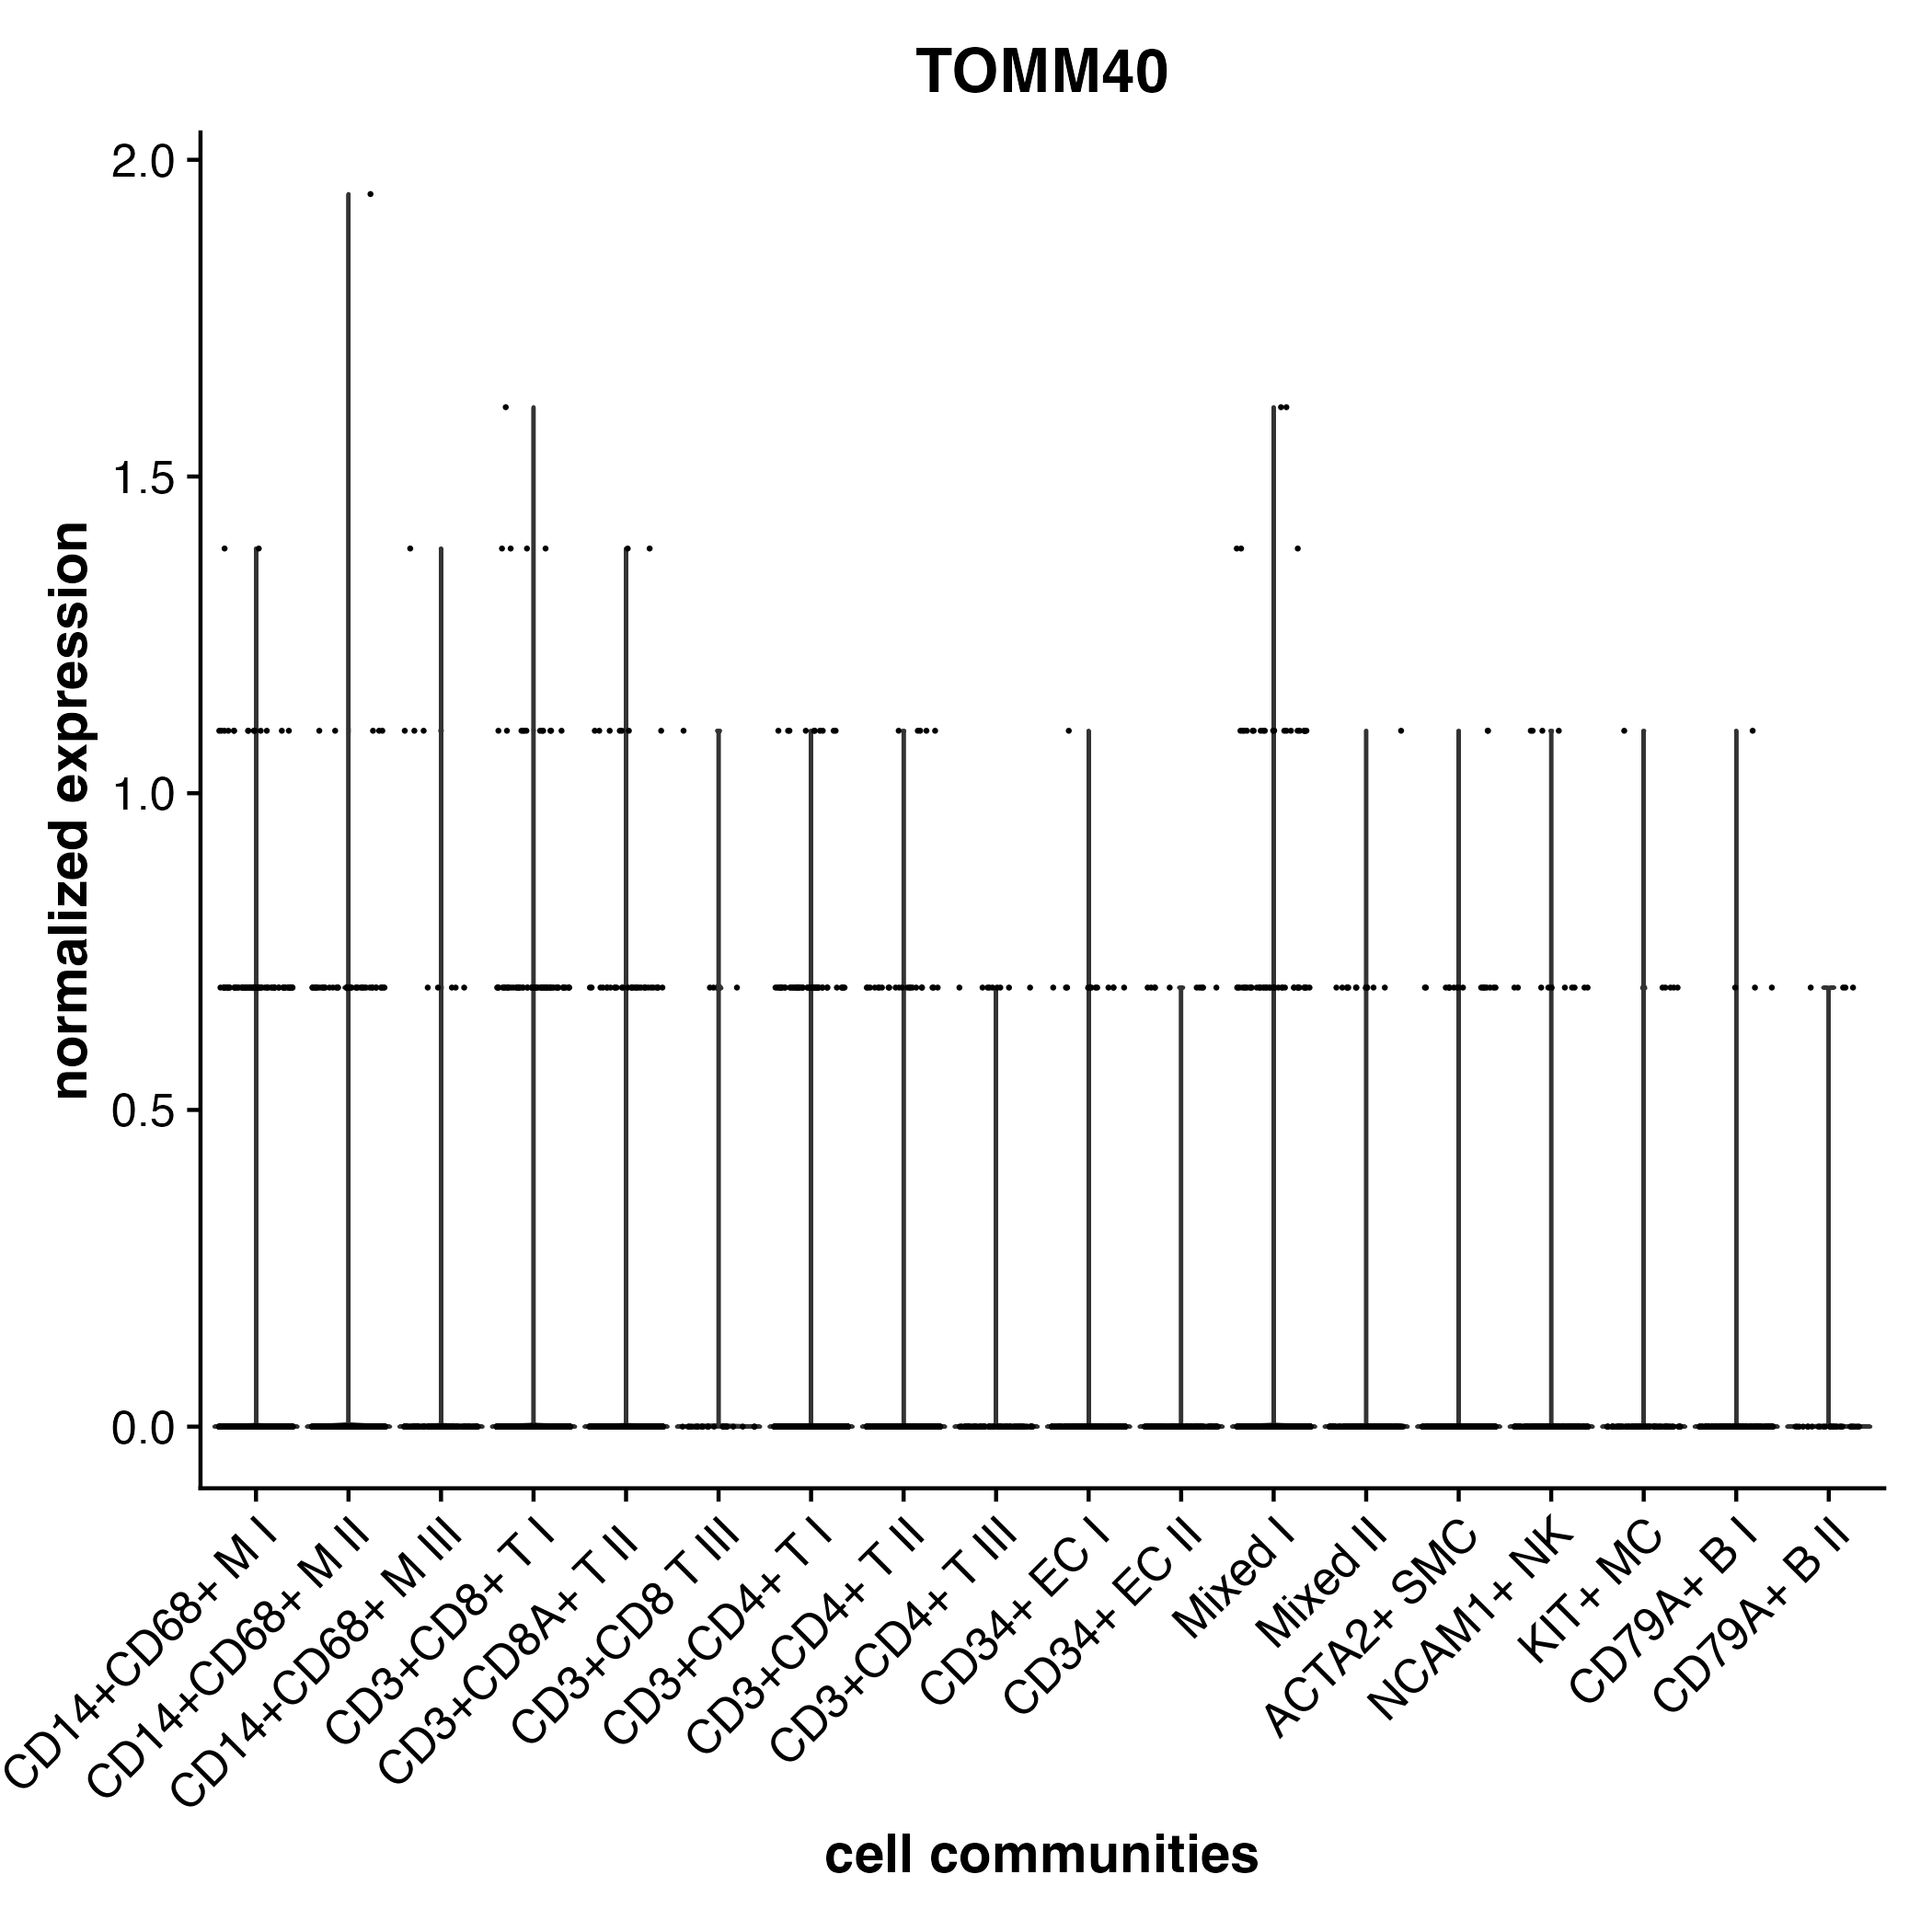 TOMM40
normalized expression
2.0
1.5
1.0
0.5
0.0
CD14+CD68+ M I
CD14+CD68+ M II
CD14+CD68+ M III
CD3+CD8+ T I
CD3+CD8A+ T II
CD3+CD8 T III
CD3+CD4+ T I
CD3+CD4+ T II
CD3+CD4+ T III
CD34+ EC I
CD34+ EC II
Mixed I
Mixed II
ACTA2+ SMC
NCAM1+ NK
KIT+ MC
CD79A+ B I
CD79A+ B II
cell communities